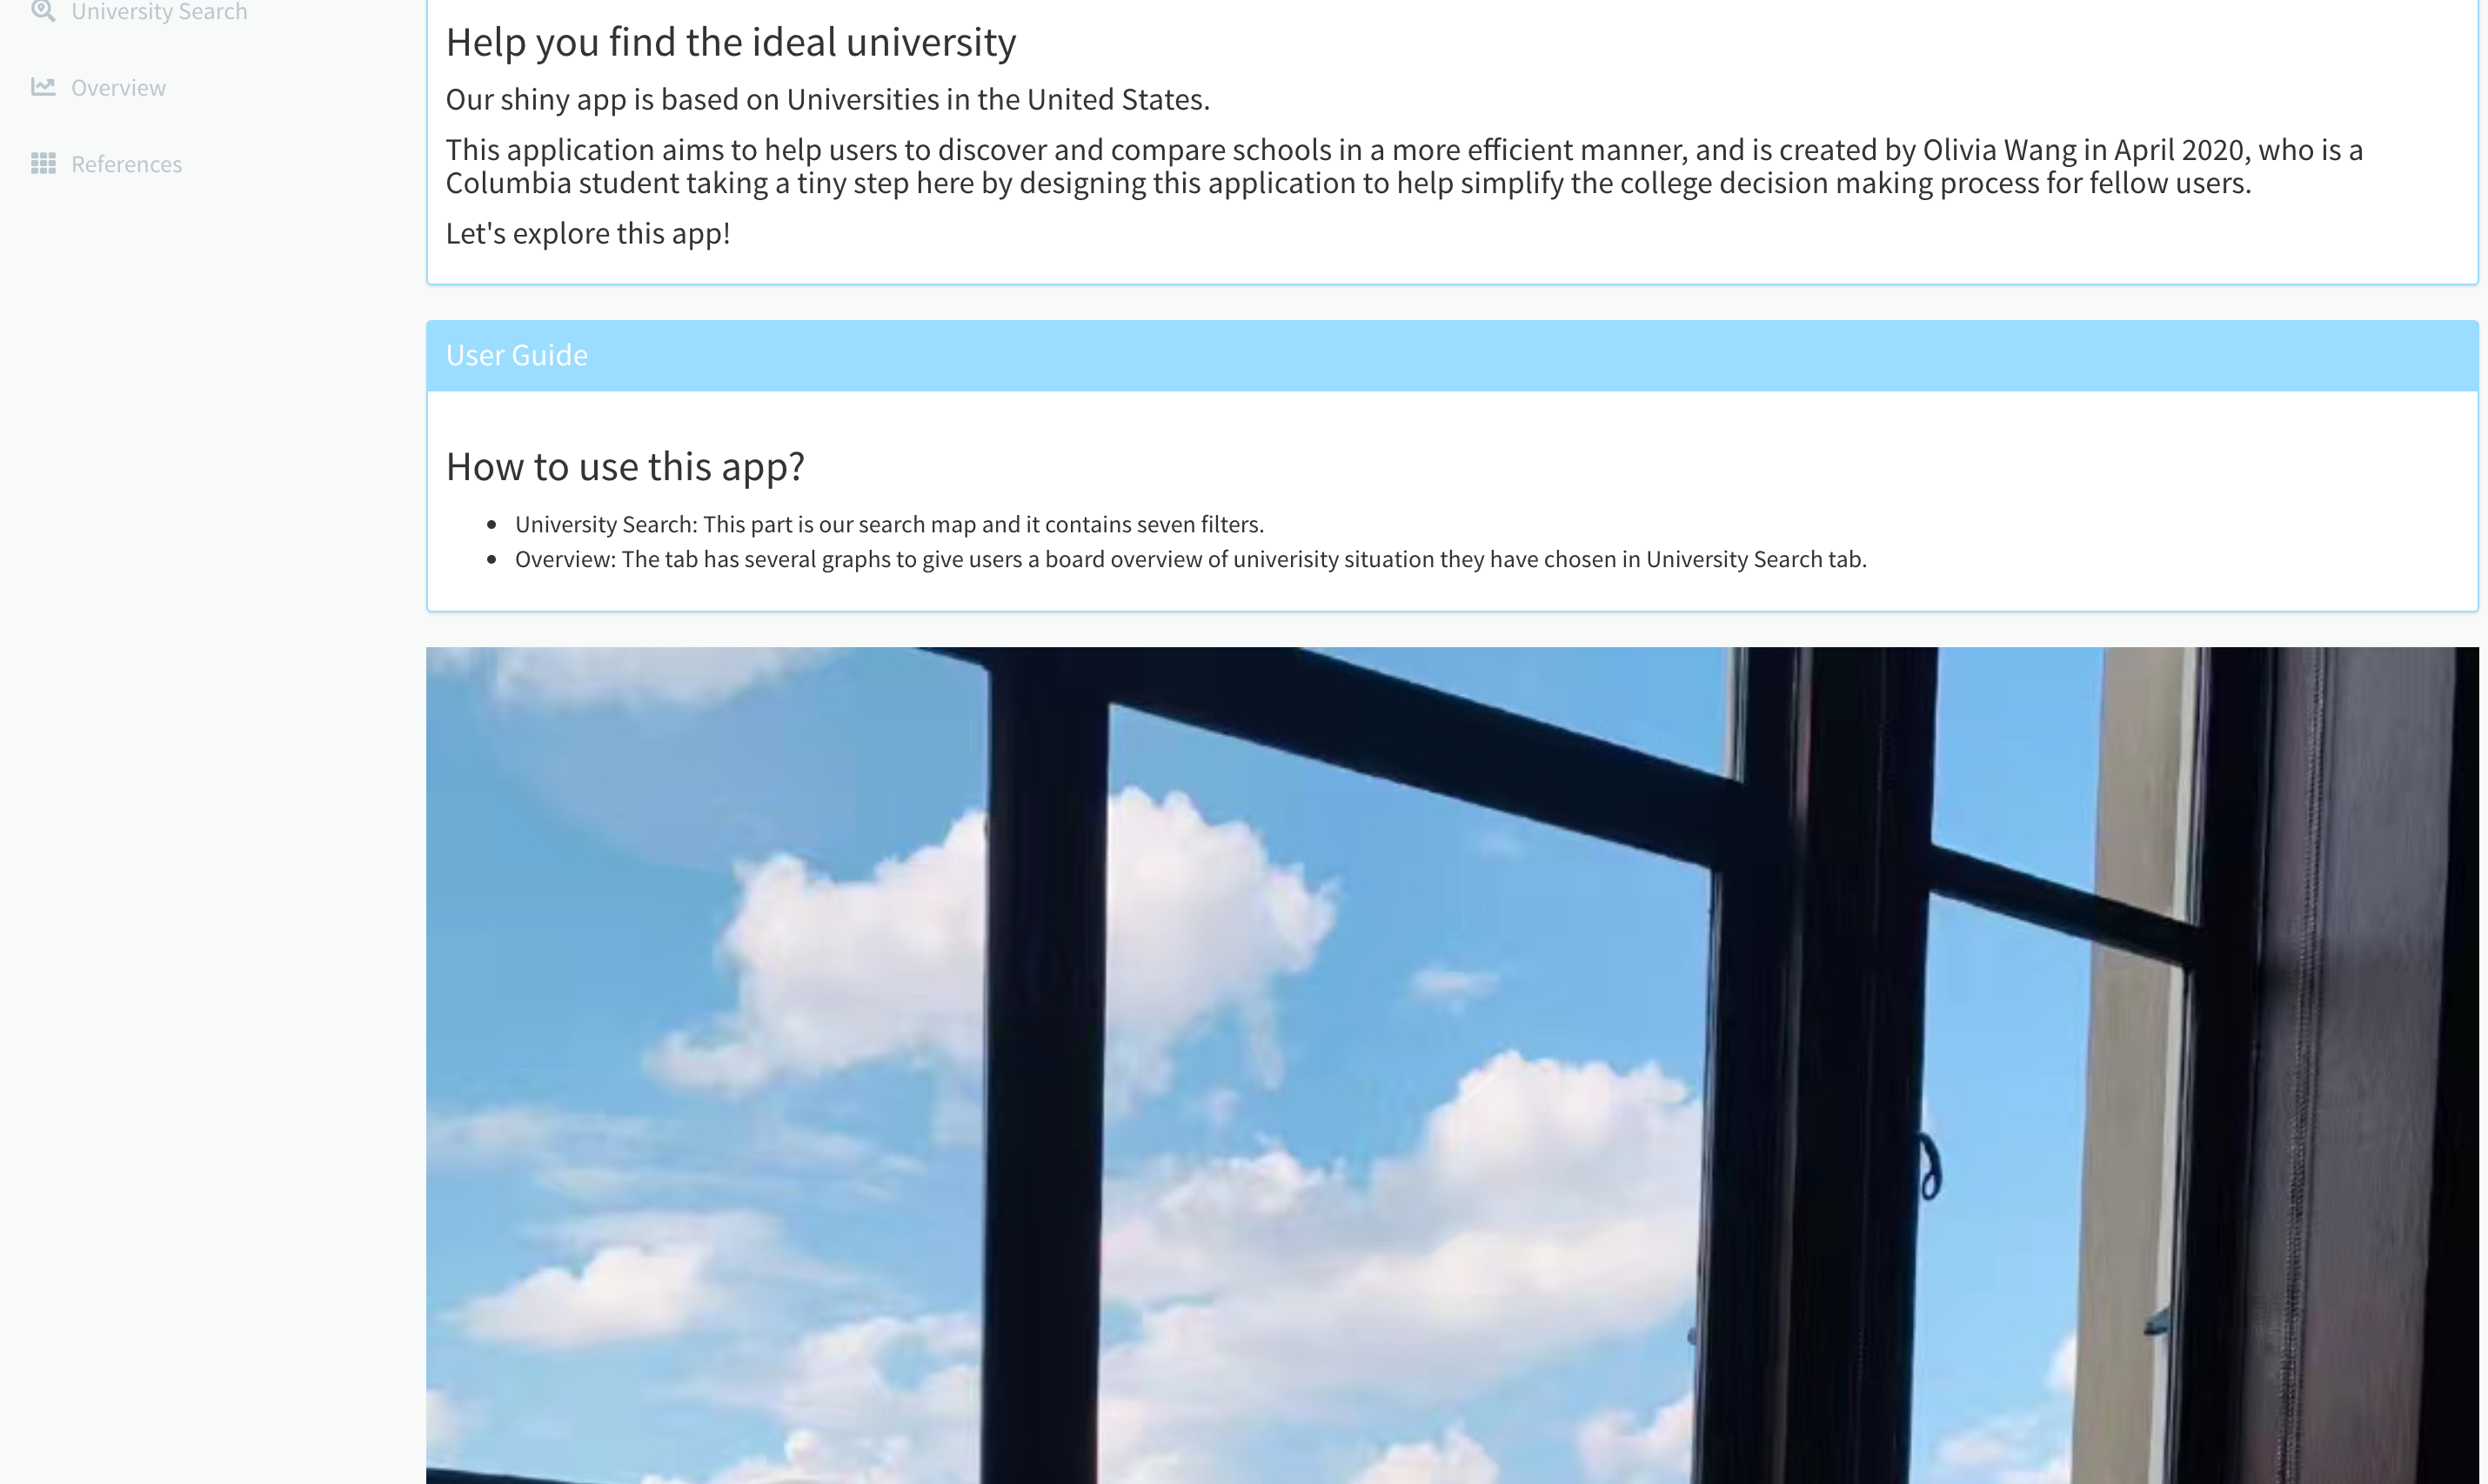 University Search
Overview
References
Help you find the ideal university
Our shiny app is based on Universities in the United States.
This application aims to help users to discover and compare schools in a more efficient manner, and is created by Olivia Wang in April 2020, who is a
Columbia student taking a tiny step here by designing this application to help simplify the college decision making process for fellow users.
Let's explore this app!
User Guide
How to use this app?
University Search: This part is our search map and it contains seven filters.
Overview: The tab has several graphs to give users a board overview of univerisity situation they have chosen in University Search tab.